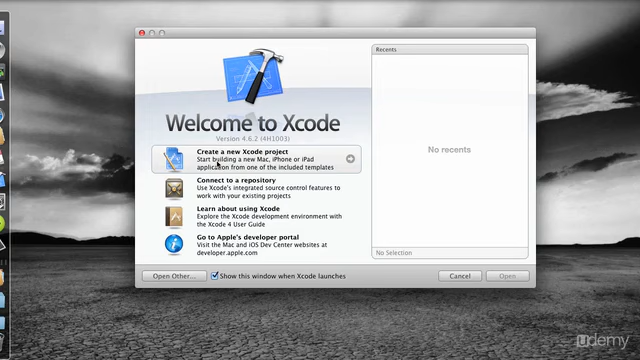 Recents
Welcome to Xcode
Version 4.6.2 (4H1003)
No recents
Create a new Xcode project
Start building a new Mac, iPhone or iPad
application from one of the included templates
Connect to a repository
Use Xcode's integrated source control features to
work with your existing projects
Learn about using Xcode
Explore the Xcode development environment with
the Xcode 4 User Guide
Go to Apple's developer portal
Visit the Mac and iOS Dev Center websites at
developer.apple.com
No Selection
Open Other...
Show this window when Xcode launches
Cancel
Open
udemy